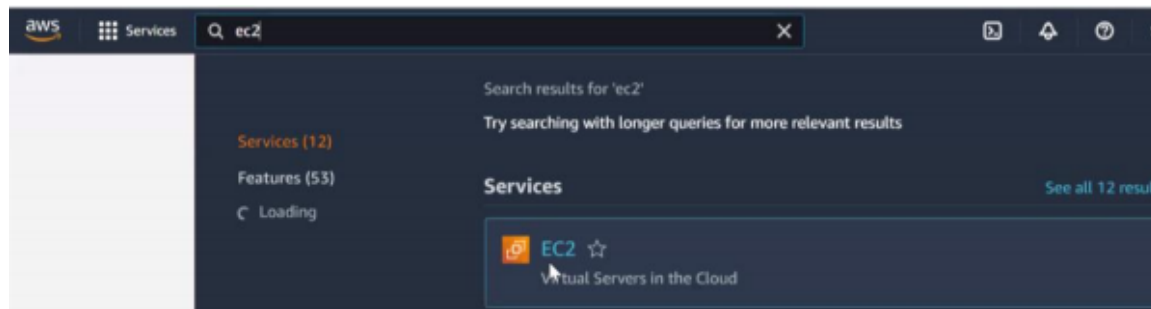 aws Services ec2
Search results for 'ec2'
Try searching with longer queries for more relevant results
Services (12)
Features (53)
Loading
Services See all 12 resul
EC2
Virtual Servers in the Cloud